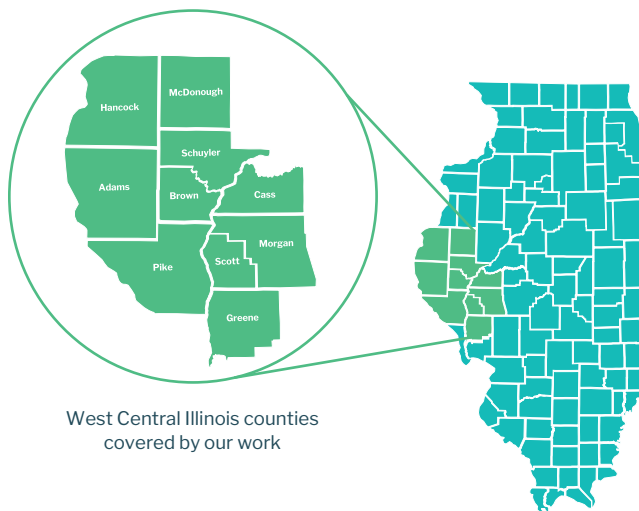 McDonough
Hancock
Schuyler
Adams
Brown
Cass
Morgan
Scott
Pike
Greene
West Central Illinois counties
covered by our work